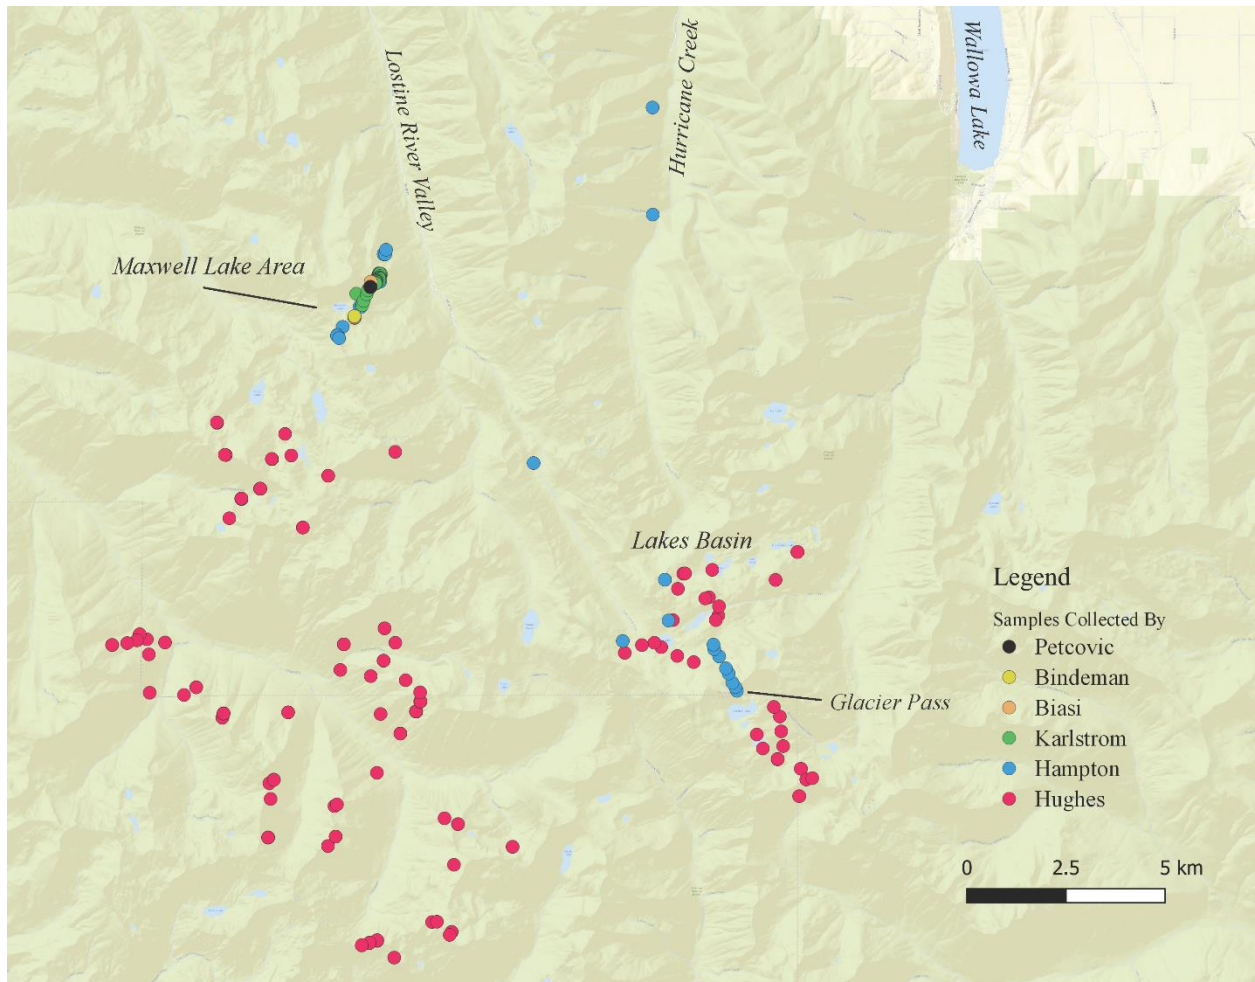 Lostine River Valley
Hurricane Creek
Wallowa Lake
Maxwell Lake Area
Lakes Basin
Glacier Pass
Legend
Samples Collected By
Petcovic
Bindeman
Biasi
Karlstrom
Hampton
Hughes
0 2.5 5 km